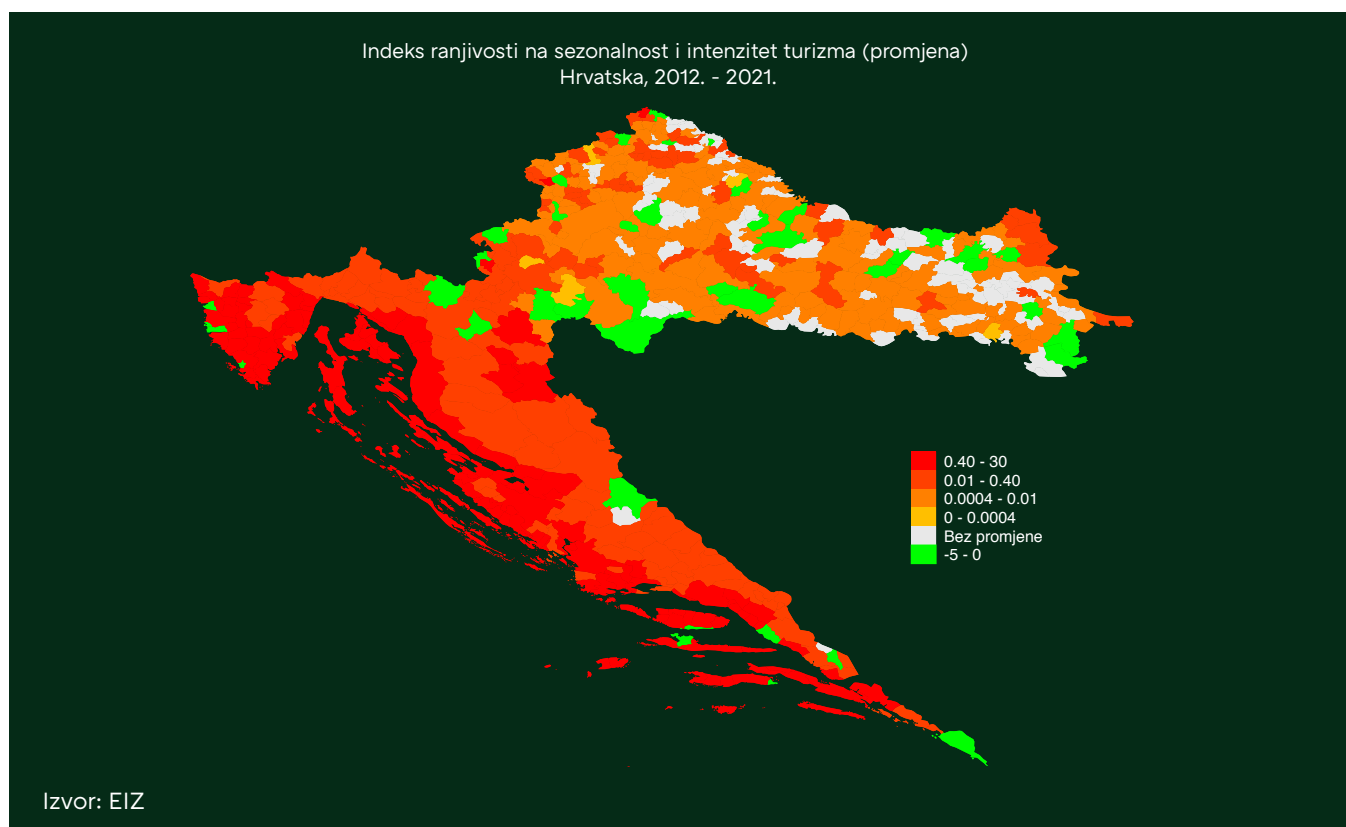 Indeks ranjivosti na sezonalnost i intenzitet turizma (promjena)
Hrvatska, 2012. - 2021.
0.40 - 30
0.01 - 0.40
0.0004 - 0.01
0 - 0.0004
Bez promjene
-5 - 0
Izvor: EIZ